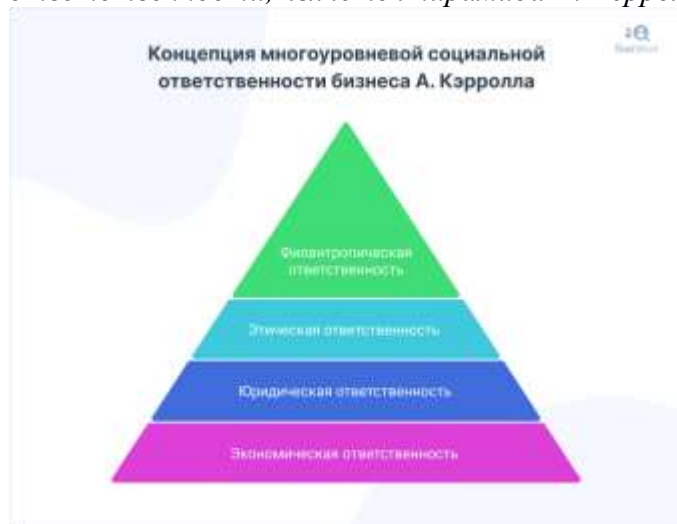 Концепция многоуровневой социальной
ответственности бизнеса А. Кэрролла
Филантропическая
ответственность
Этическая ответственность
Юридическая ответственность
Экономическая ответственность